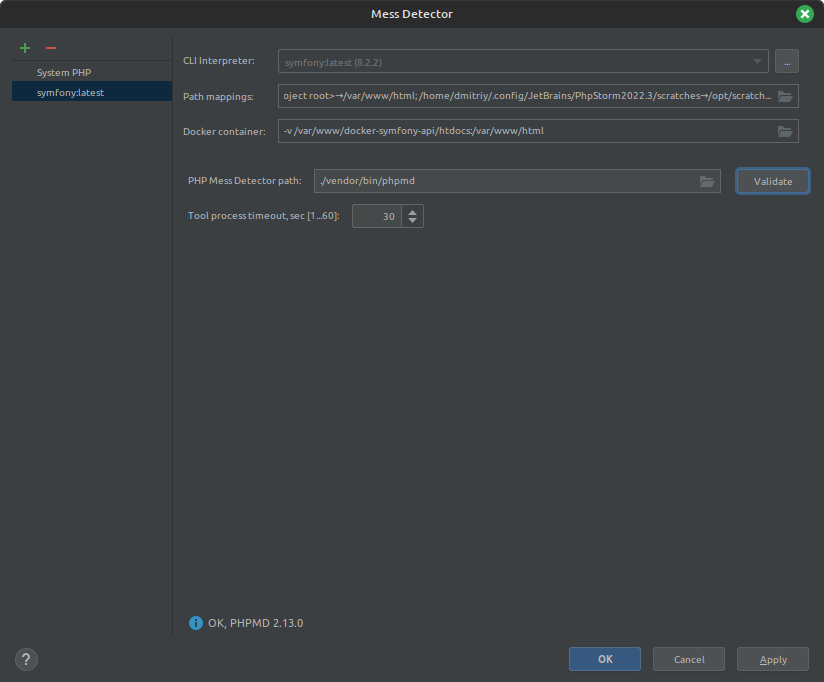 Mess Detector
System PHP
symfony:latest
CLI Interpreter:
symfony:latest (8.2.2)
...
Path mappings:
oject root>→/var/www/html;/home/dmitriy/.config/JetBrains/PhpStorm2022.3/scratches→/opt/scratch...
Docker container:
-v /var/www/docker-symfony-api/htdocs:/var/www/html
PHP Mess Detector path:
./vendor/bin/phpmd
Validate
Tool process timeout, sec [1...60]:
30
OK, PHPMD 2.13.0
?
OK
Cancel
Apply